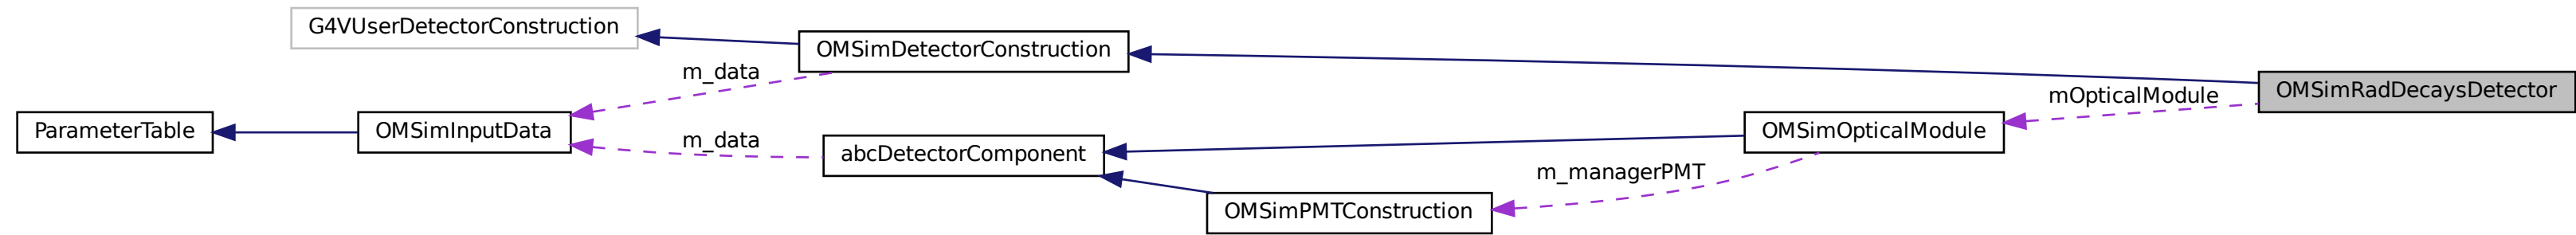 G4VUserDetectorConstruction
OMSimDetectorConstruction
m_data
OMSimRadDecaysDetector
mOpticalModule
ParameterTable
OMSimInputData
OMSimOpticalModule
m_data
abcDetectorComponent
m_managerPMT
OMSimPMTConstruction